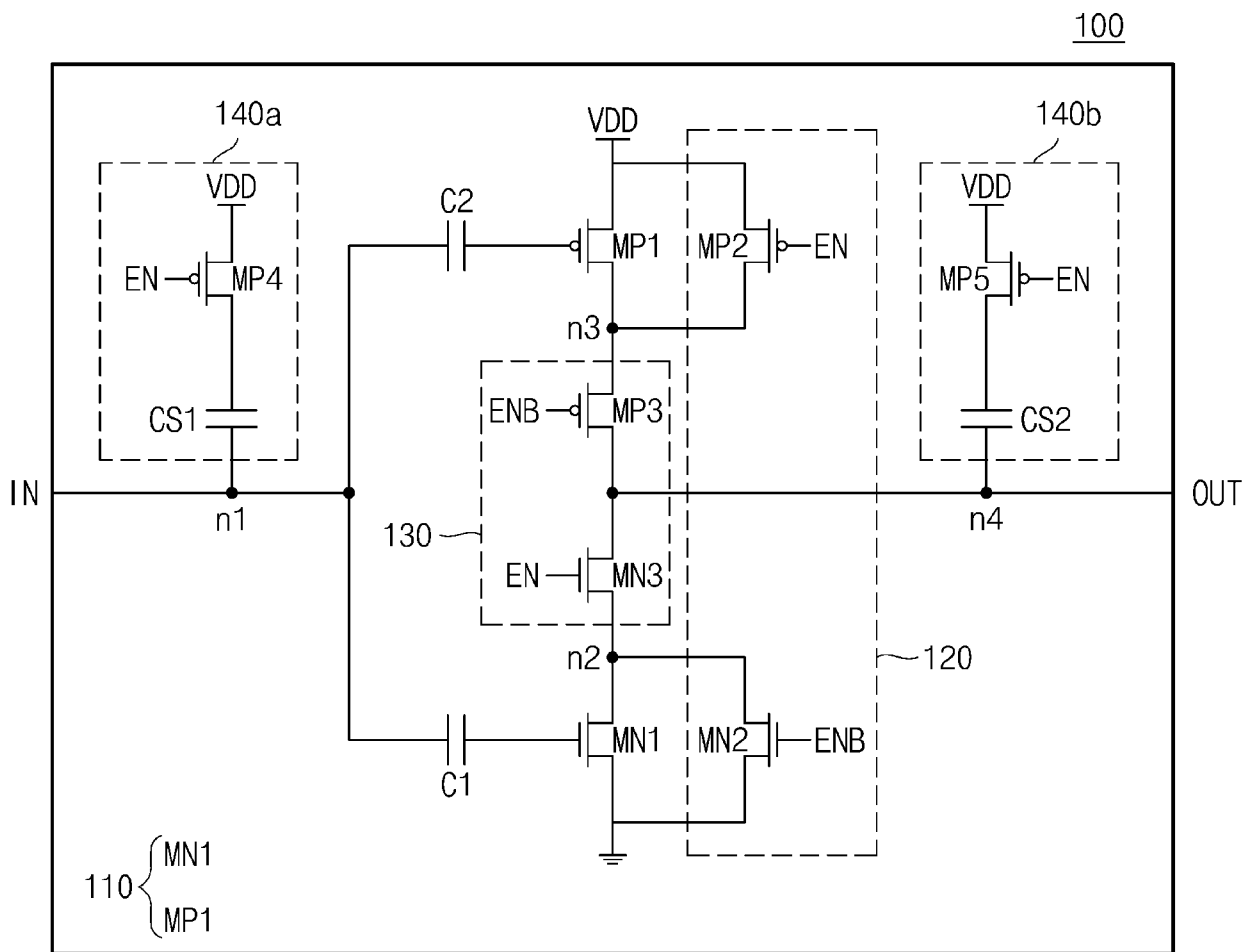 100
140a
VDD
140b
VDD
VDD
C2
MP1
MP2
EN
EN
MP4
MP5
EN
n3
CS1
ENB
MP3
CS2
IN
n1
n4
OUT
130
EN
MN3
n2
120
MN1
MN2
ENB
C1
110
MN1
MP1